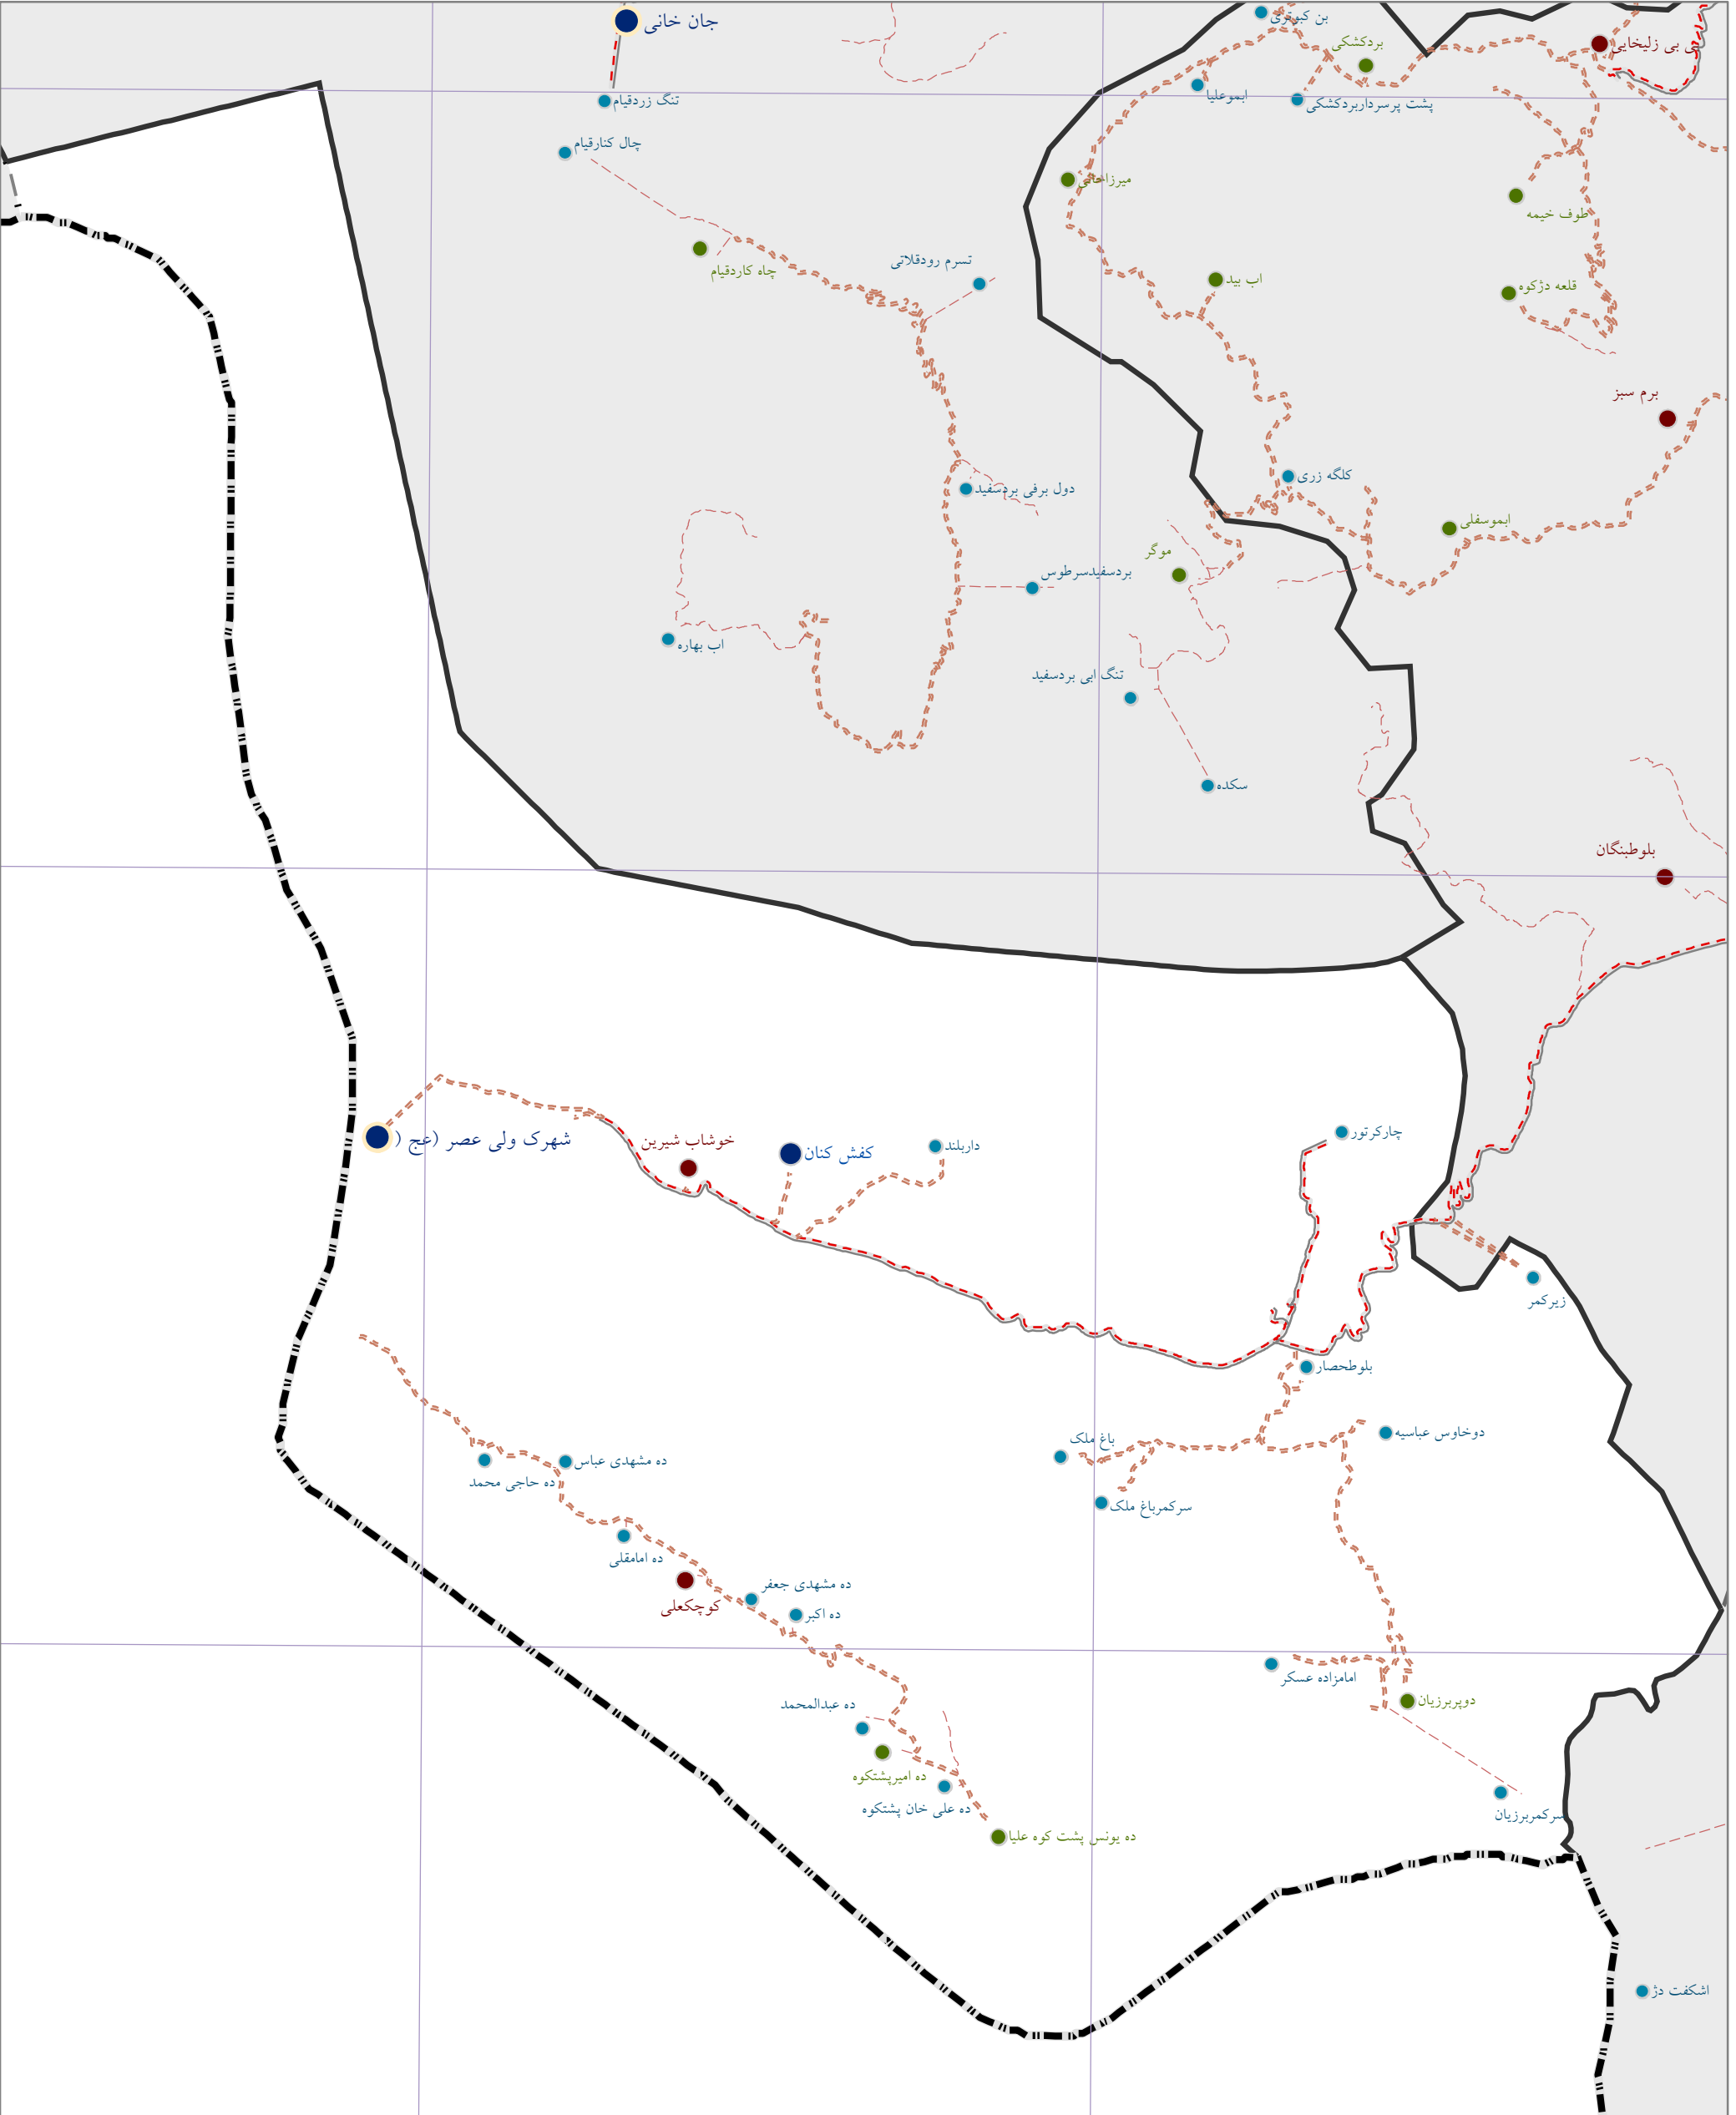 جان خانی
بن کبوتری
بردکشکی
بی بی زلیخایی
تنگ زردقیام
ابموعلیا
پشت پرسرداربردکشکی
چال کنارقیام
میرزاخانی
طوف خیمه
چاه کاردقیام
تسرم رودقلاتی
اب بید
قلعه دژکوه
برم سبز
کلگه زری
دول برفی بردسفید
ابموسفلی
موگر
بردسفیدسرطوس
اب بهاره
تنگ ابی بردسفید
سکده
بلوطبنگان
شهرک ولی عصر (عج )
خوشاب شیرین
کفش کنان
داربلند
چارکرتور
زیرکمر
بلوطحصار
دوخاوس عباسیه
باغ ملک
ده مشهدی عباس
ده حاجی محمد
سرکمرباغ ملک
ده امامقلی
ده مشهدی جعفر
کوچکعلی
ده اکبر
امامزاده عسکر
دوپربرزیان
ده عبدالمحمد
ده امیرپشتکوه
ده علی خان پشتکوه
سرکمربرزیان
ده یونس پشت کوه علیا
اشکفت دژ